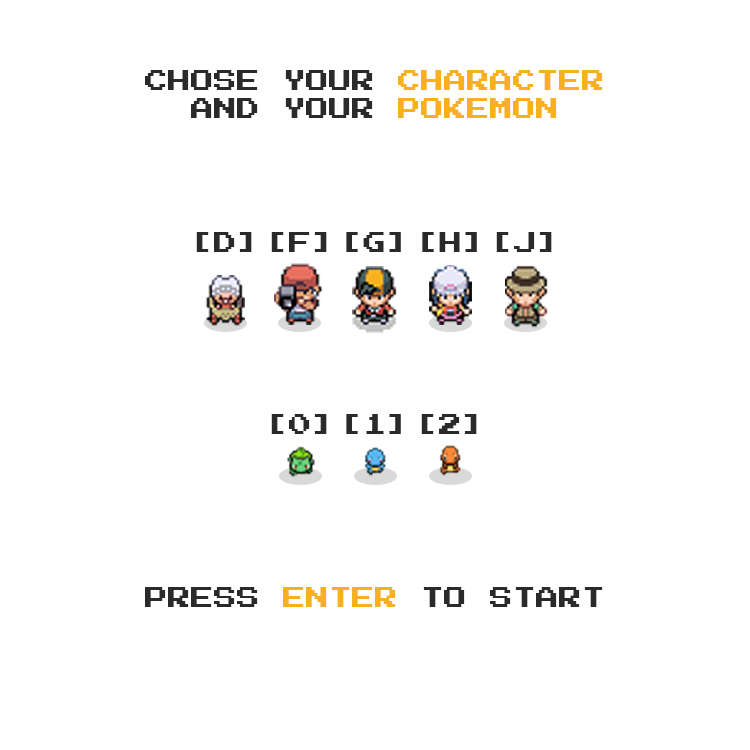 CHOSE YOUR CHARACTER
AND YOUR POKEMON
[D] [F] [G] [H] [J]
[0] [1] [2]
PRESS ENTER TO START